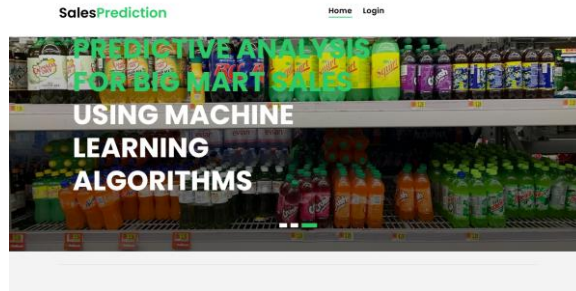 SalesPrediction
Home Login
PREDICTIVE ANALYSIS
FOR BIG MART SALES
USING MACHINE
LEARNING
ALGORITHMS